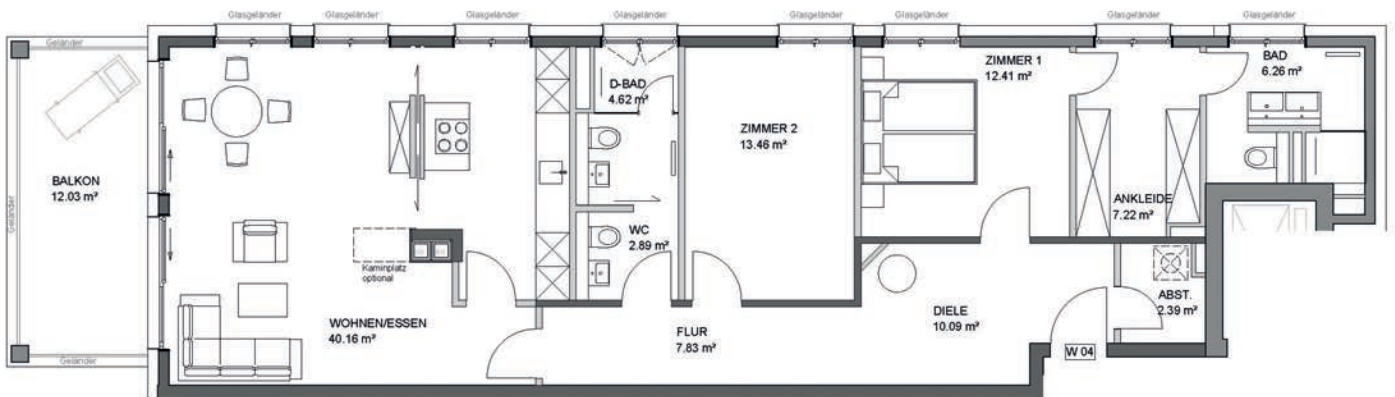 Glasgeländer
Glasgeländer
Glasgeländer
Glasgeländer
Glasgeländer
Glasgeländer
Glasgeländer
Glasgeländer
Geländer
Geländer
Geländer
BALKON
12.03 m²
Kaminplatz
optional
WOHNEN/ESSEN
40.16 m²
D-BAD
4.62 m²
WC
2.89 m²
ZIMMER 2
13.46 m²
FLUR
7.83 m²
ZIMMER 1
12.41 m²
DIELE
10.09 m²
ANKLEIDE
7.22 m²
BAD
6.26 m²
ABST.
2.39 m²
W 04